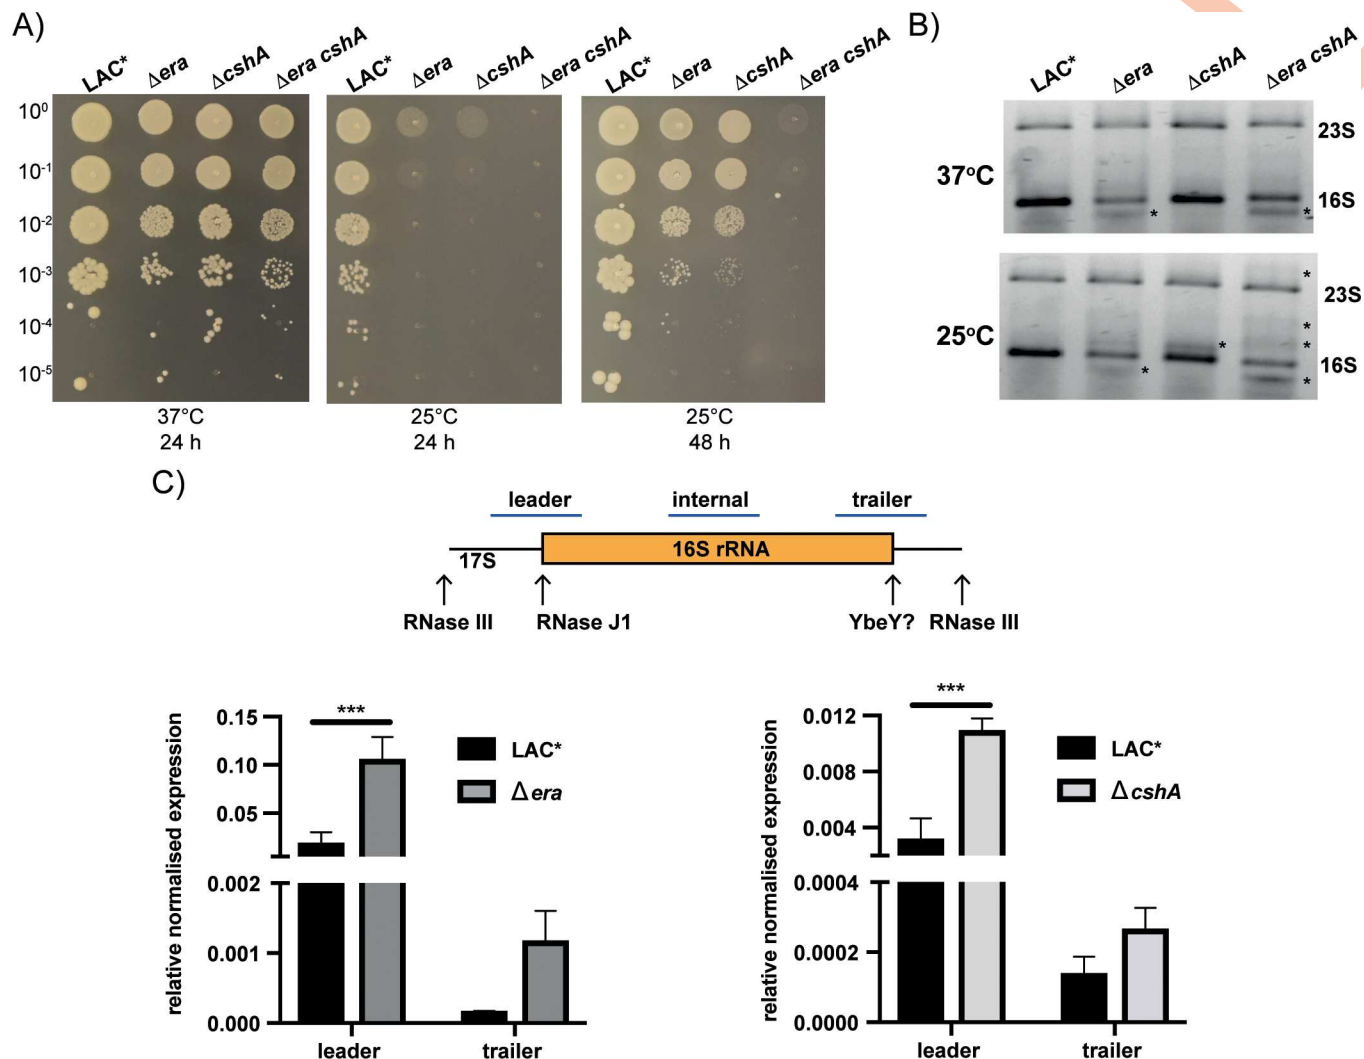 A)
LAC* Δera ΔcshA Δera cshA
LAC* Δera ΔcshA Δera cshA
LAC* Δera ΔcshA Δera cshA
10⁰
10⁻¹
10⁻²
10⁻³
10⁻⁴
10⁻⁵
37°C
24 h
25°C
24 h
25°C
48 h
B)
LAC* Δera ΔcshA Δera cshA
37°C
23S
16S
*
*
25°C
*
23S
*
*
*
16S
*
*
C)
leader internal trailer
17S
16S rRNA
RNase III RNase J1 YbeY? RNase III
relative normalised expression
0.15
0.10
0.05
0.002
0.001
0.000
***
LAC*
Δera
leader trailer
relative normalised expression
0.012
0.008
0.004
0.0004
0.0002
0.0000
***
LAC*
ΔcshA
leader trailer